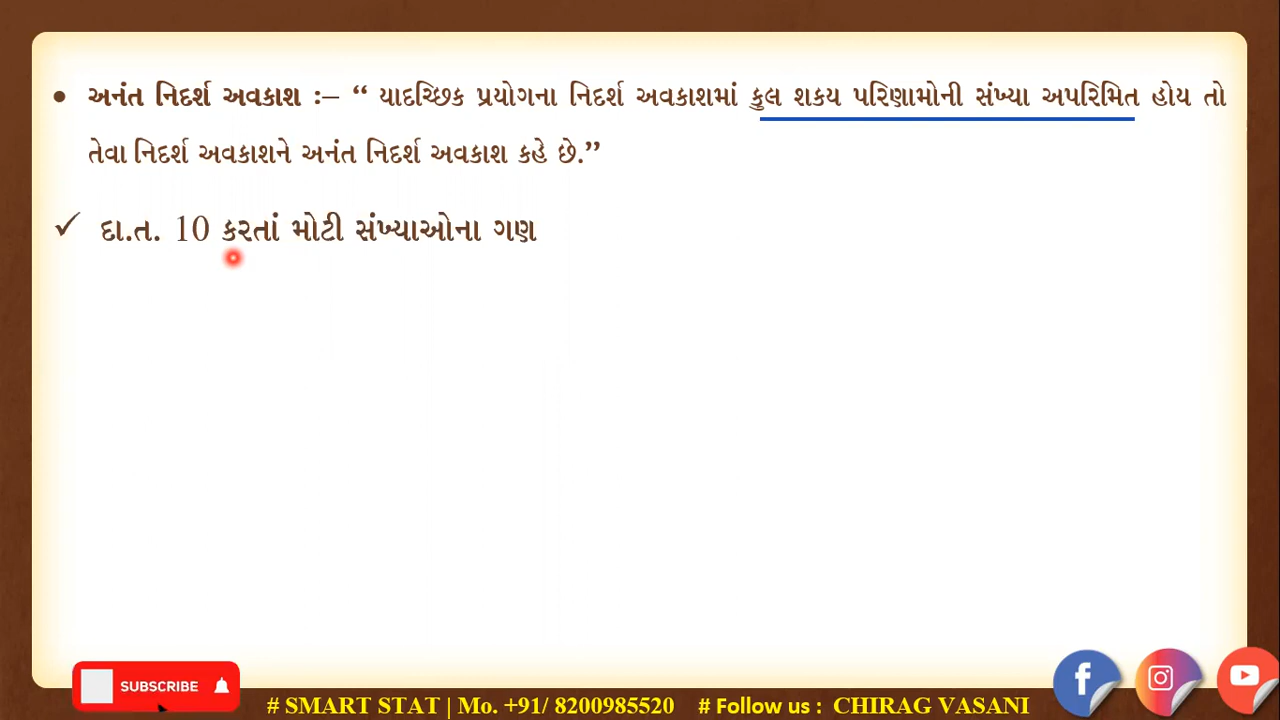 • અનંત નિદર્શ અવકાશ :– “ યાદચ્છિક પ્રયોગના નિદર્શ અવકાશમાં કુલ શકય પરિણામોની સંખ્યા અપરિમિત હોય તો
તેવા નિદર્શ અવકાશને અનંત નિદર્શ અવકાશ કહે છે.”
✓ દા.ત. 10 કરતાં મોટી સંખ્યાઓના ગણ
SUBSCRIBE
# SMART STAT | Mo. +91/ 8200985520 # Follow us : CHIRAG VASANI